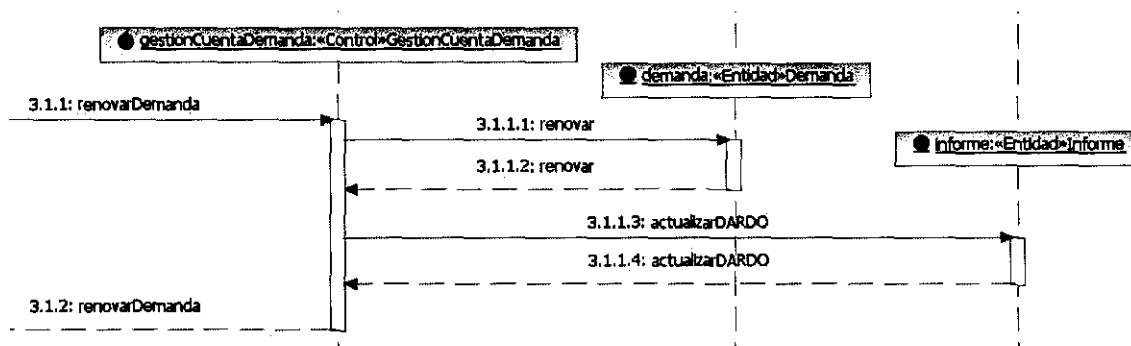 gestionCuentaDemanda:«Control»GestionCuentaDemanda
demanda:«Entidad»Demanda
3.1.1: renovarDemanda
3.1.1.1: renovar
informe:«Entidad»Informe
3.1.1.2: renovar
3.1.1.3: actualizarDARDO
3.1.1.4: actualizarDARDO
3.1.2: renovarDemanda